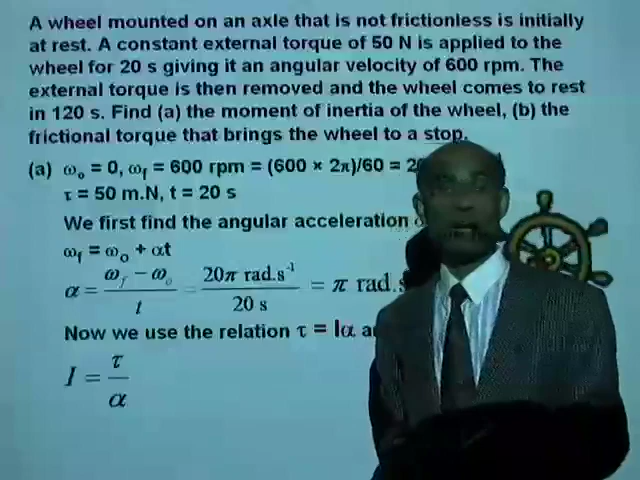 A wheel mounted on an axle that is not frictionless is initially
at rest. A constant external torque of 50 N is applied to the
wheel for 20 s giving it an angular velocity of 600 rpm. The
external torque is then removed and the wheel comes to rest
in 120 s. Find (a) the moment of inertia of the wheel, (b) the
frictional torque that brings the wheel to a stop.
(a) ω₀ = 0, ω_f = 600 rpm = (600 × 2π)/60 =
τ = 50 m.N, t = 20 s
We first find the angular acceleration
ω_f = ω₀ + αt
α = (ω_f − ω₀)/t = (20π rad.s⁻¹)/(20 s) = π rad.s
Now we use the relation τ = Iα
I = τ/α